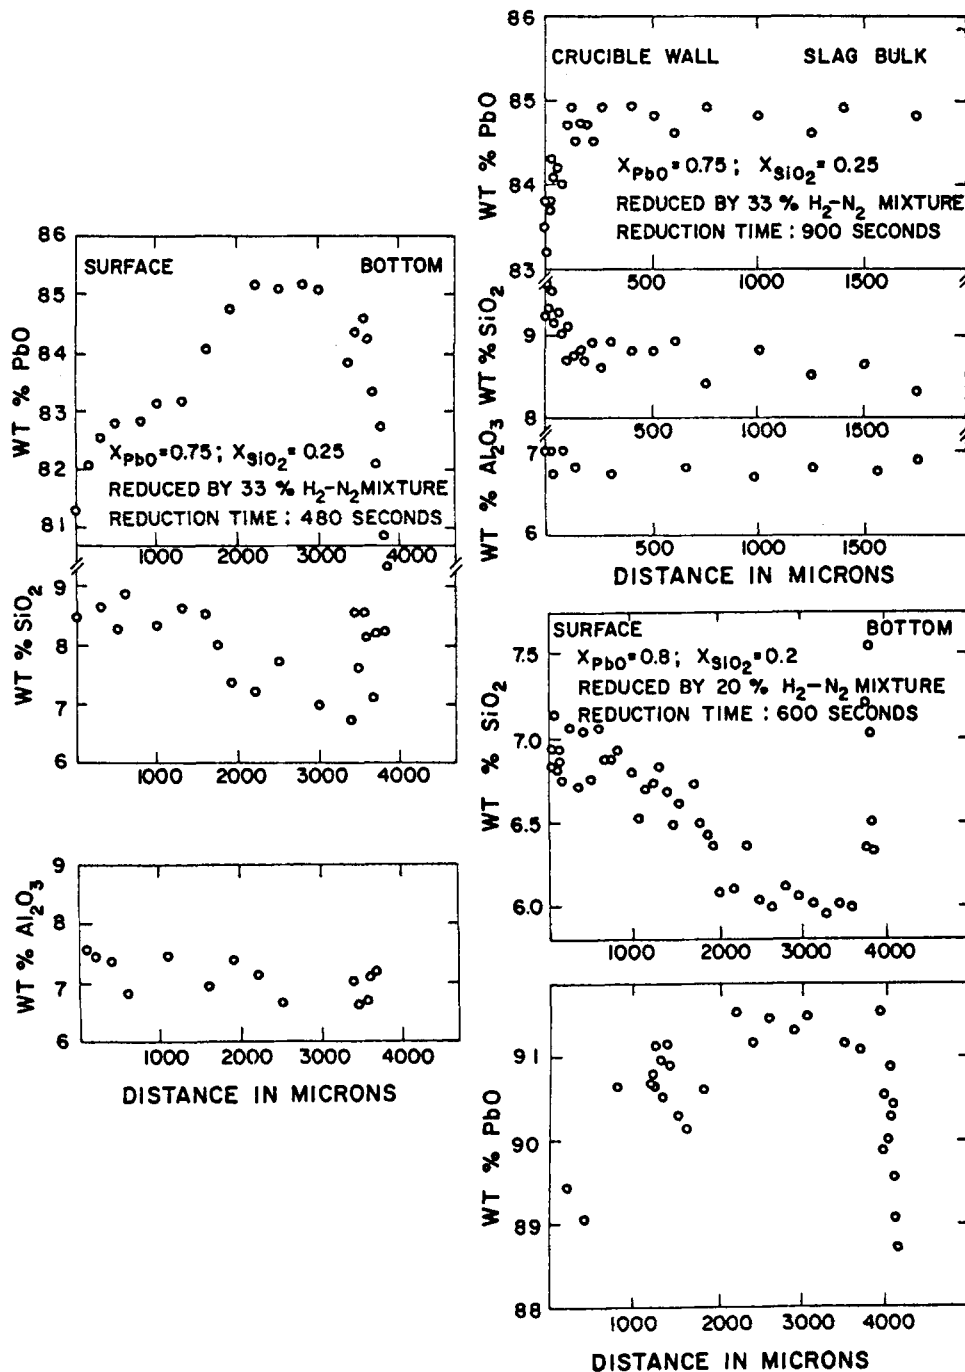 86
85
84
83
82
81
WT % PbO
SURFACE BOTTOM
X_PbO=0.75; X_SiO₂=0.25
REDUCED BY 33 % H₂-N₂ MIXTURE
REDUCTION TIME : 480 SECONDS
1000 2000 3000 4000
9
8
7
6
WT % SiO₂
1000 2000 3000 4000
9
8
7
6
WT % Al₂O₃
1000 2000 3000 4000
DISTANCE IN MICRONS
86
85
84
83
WT % PbO
CRUCIBLE WALL SLAG BULK
X_PbO=0.75; X_SiO₂=0.25
REDUCED BY 33 % H₂-N₂ MIXTURE
REDUCTION TIME : 900 SECONDS
500 1000 1500
9
8
WT % SiO₂
500 1000 1500
7
6
WT % Al₂O₃
500 1000 1500
DISTANCE IN MICRONS
7.5
7.0
6.5
6.0
WT % SiO₂
SURFACE BOTTOM
X_PbO=0.8; X_SiO₂=0.2
REDUCED BY 20 % H₂-N₂ MIXTURE
REDUCTION TIME : 600 SECONDS
1000 2000 3000 4000
91
90
89
88
WT % PbO
1000 2000 3000 4000
DISTANCE IN MICRONS